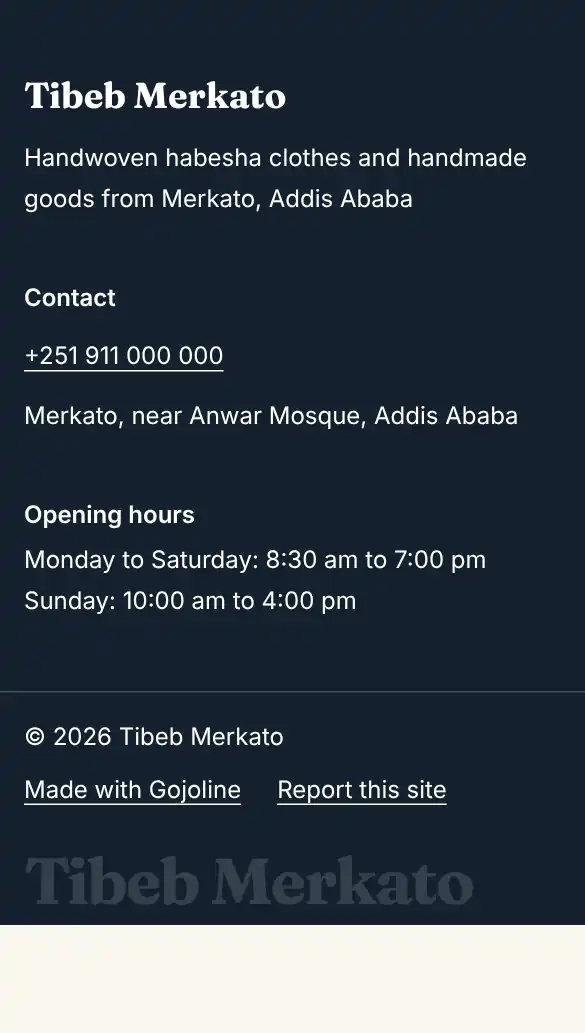 Tibeb Merkato
Handwoven habesha clothes and handmade
goods from Merkato, Addis Ababa
Contact
+251 911 000 000
Merkato, near Anwar Mosque, Addis Ababa
Opening hours
Monday to Saturday: 8:30 am to 7:00 pm
Sunday: 10:00 am to 4:00 pm
© 2026 Tibeb Merkato
Made with Gojoline Report this site
Tibeb Merkato